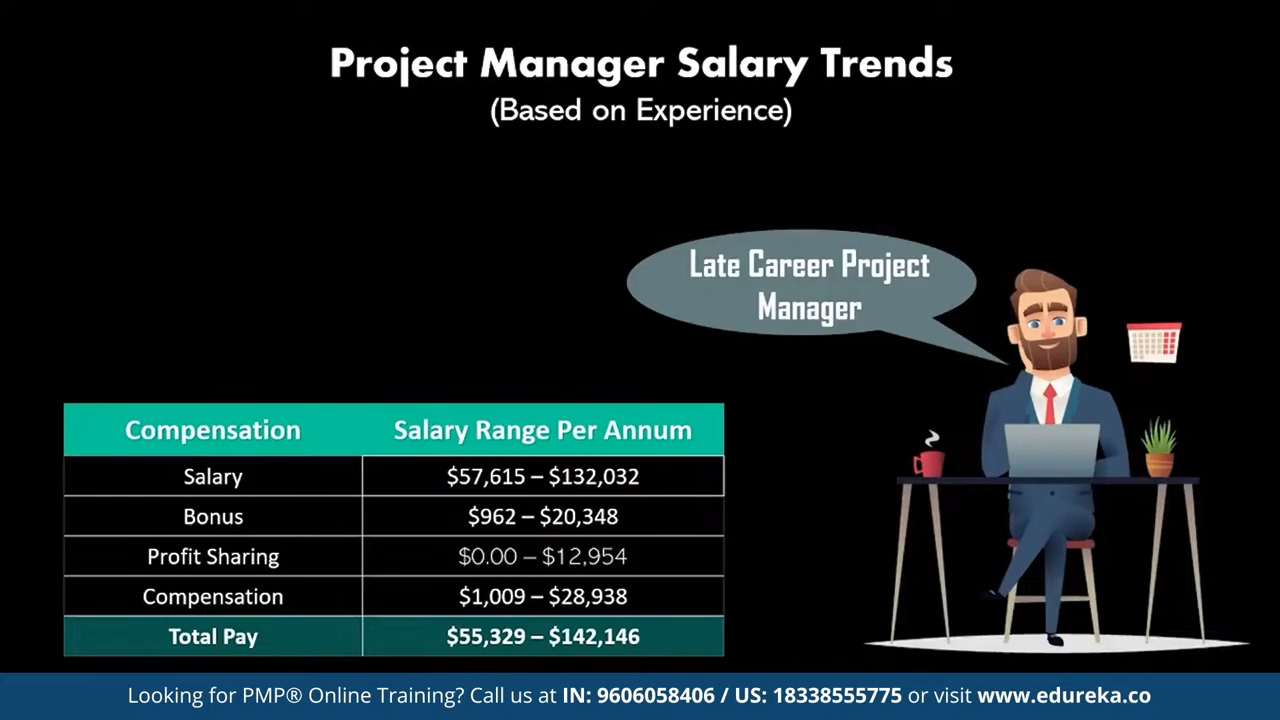 Project Manager Salary Trends
(Based on Experience)
Late Career Project
Manager
Compensation Salary Range Per Annum
Salary $57,615 – $132,032
Bonus $962 – $20,348
Profit Sharing $0.00 – $12,954
Compensation $1,009 – $28,938
Total Pay $55,329 – $142,146
Looking for PMP® Online Training? Call us at IN: 9606058406 / US: 18338555775 or visit www.edureka.co